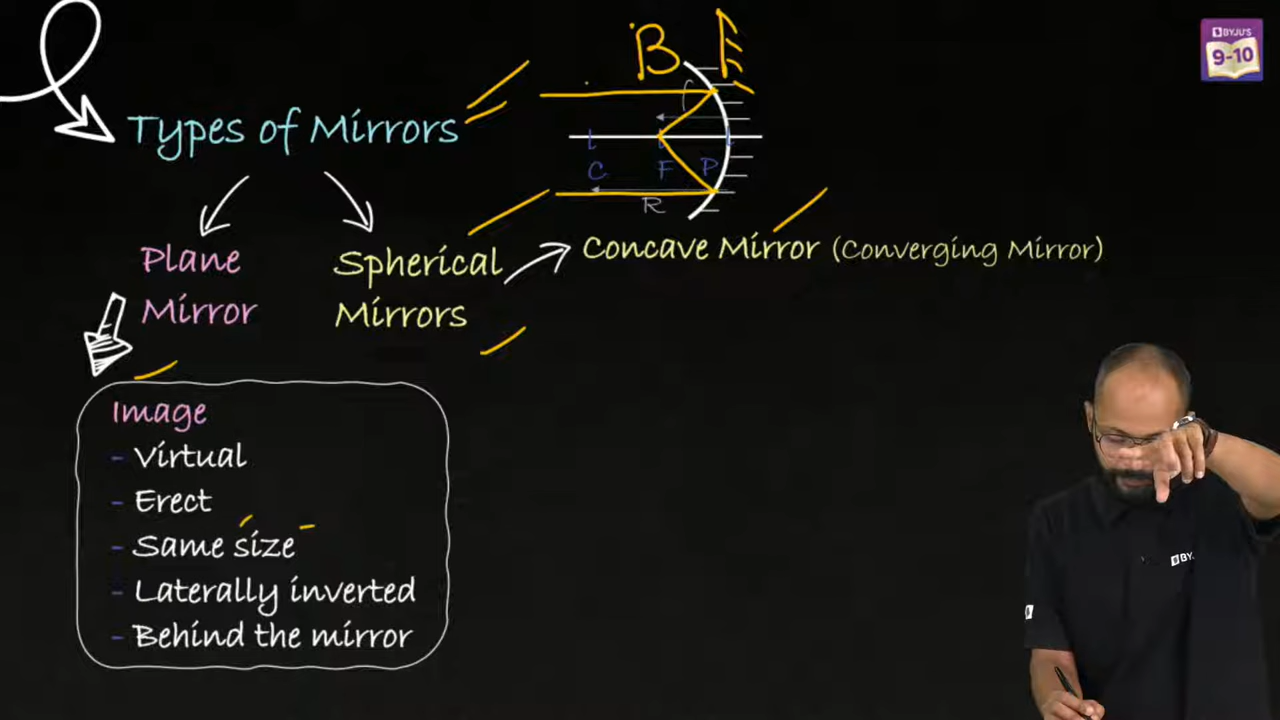 BYJU'S
9-10
B
Types of Mirrors
C F P
R
Plane
Mirror
Spherical
Mirrors
Concave Mirror (Converging Mirror)
Image
- Virtual
- Erect
- Same size
- Laterally inverted
- Behind the mirror
BY